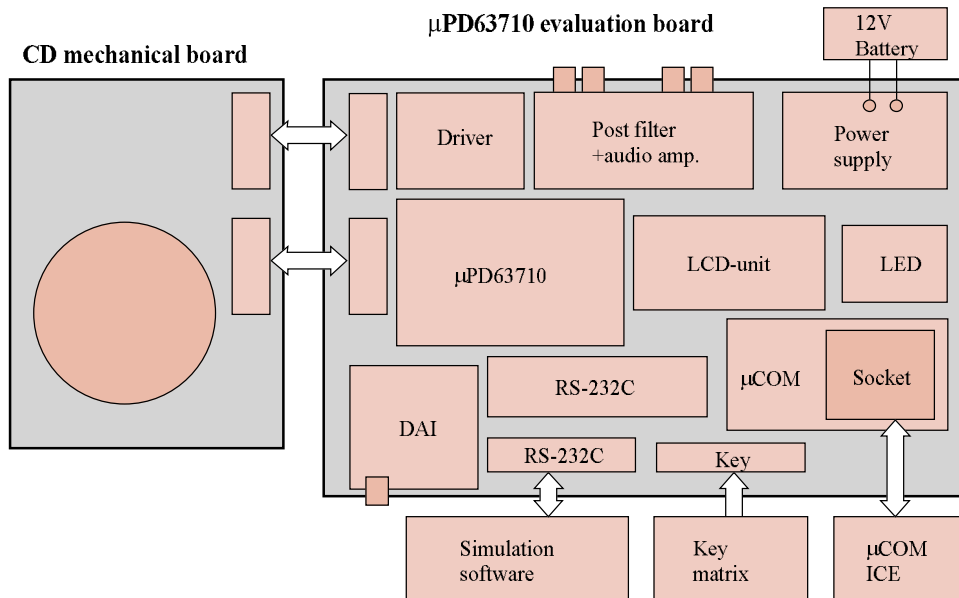 μPD63710 evaluation board
CD mechanical board
12V
Battery
Driver
Post filter
+audio amp.
Power
supply
μPD63710
LCD-unit
LED
μCOM
Socket
RS-232C
DAI
RS-232C
Key
Simulation
software
Key
matrix
μCOM
ICE